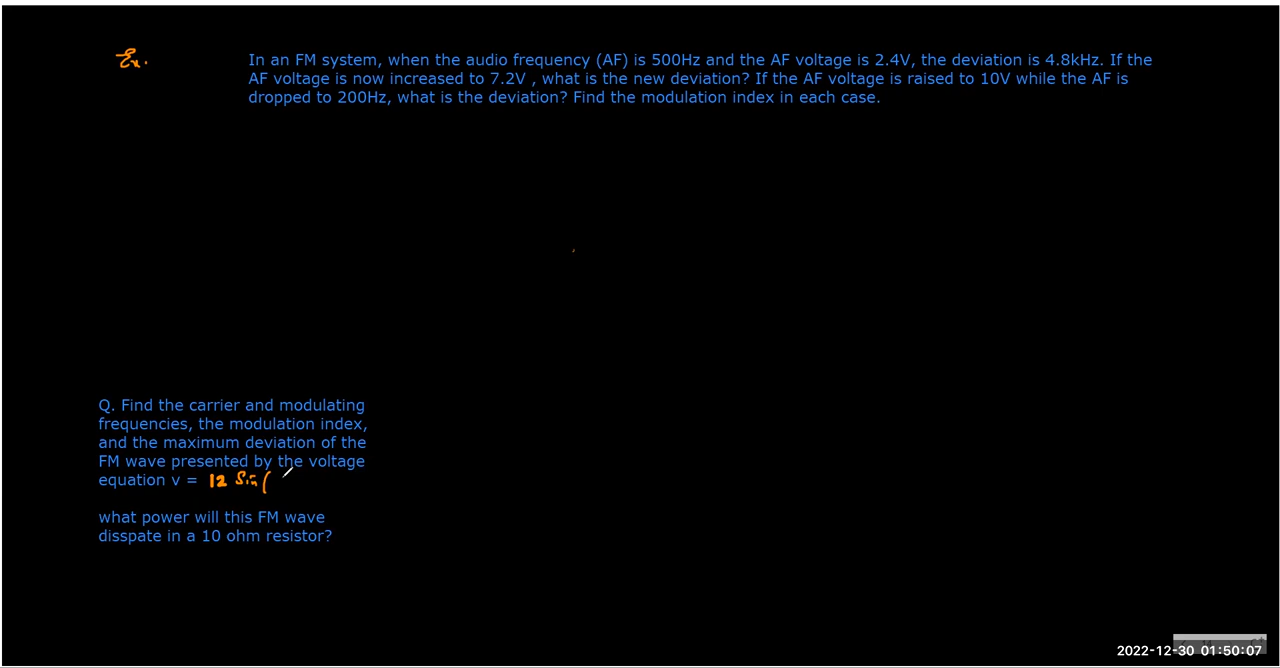 Ex.
In an FM system, when the audio frequency (AF) is 500Hz and the AF voltage is 2.4V, the deviation is 4.8kHz. If the
AF voltage is now increased to 7.2V , what is the new deviation? If the AF voltage is raised to 10V while the AF is
dropped to 200Hz, what is the deviation? Find the modulation index in each case.
Q. Find the carrier and modulating
frequencies, the modulation index,
and the maximum deviation of the
FM wave presented by the voltage
equation v = 12 Sin(
what power will this FM wave
disspate in a 10 ohm resistor?
2022-12-30 01:50:07